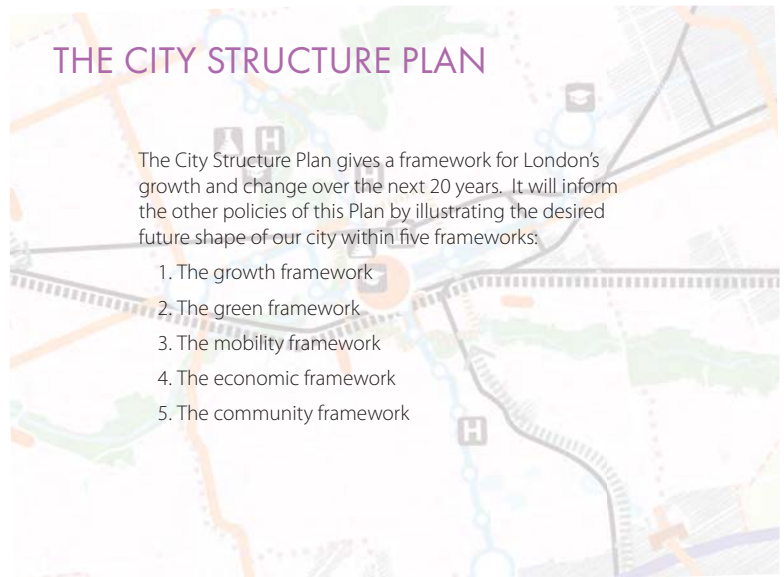 THE CITY STRUCTURE PLAN
The City Structure Plan gives a framework for London’s
growth and change over the next 20 years.  It will inform
the other policies of this Plan by illustrating the desired
future shape of our city within five frameworks:
1. The growth framework
2. The green framework
3. The mobility framework
4. The economic framework
5. The community framework
H
H
H